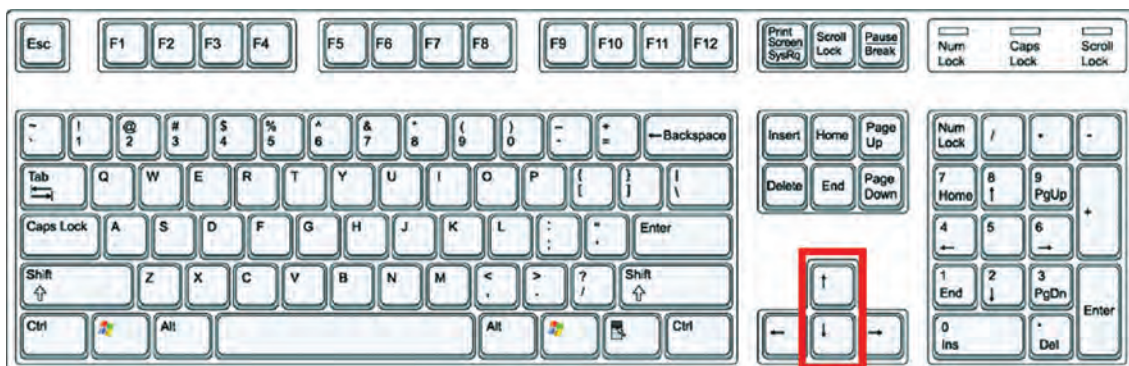 Esc F1 F2 F3 F4 F5 F6 F7 F8 F9 F10 F11 F12 Print Screen SysRq Scroll Lock Pause Break Num Lock Caps Lock Scroll Lock
~ ` ! 1 @ 2 # 3 $ 4 % 5 ^ 6 & 7 * 8 ( 9 ) 0 – - + = ←Backspace Insert Home Page Up Num Lock / * -
Tab Q W E R T Y U I O P { [ } ] | \ Delete End Page Down 7 Home 8 ↑ 9 PgUp +
Caps Lock A S D F G H J K L : ; " ' Enter 4 ← 5 6 →
Shift Z X C V B N M < , > . ? / Shift ↑ 1 End 2 ↓ 3 PgDn Enter
Ctrl Alt Alt Ctrl ← ↓ → 0 Ins . Del